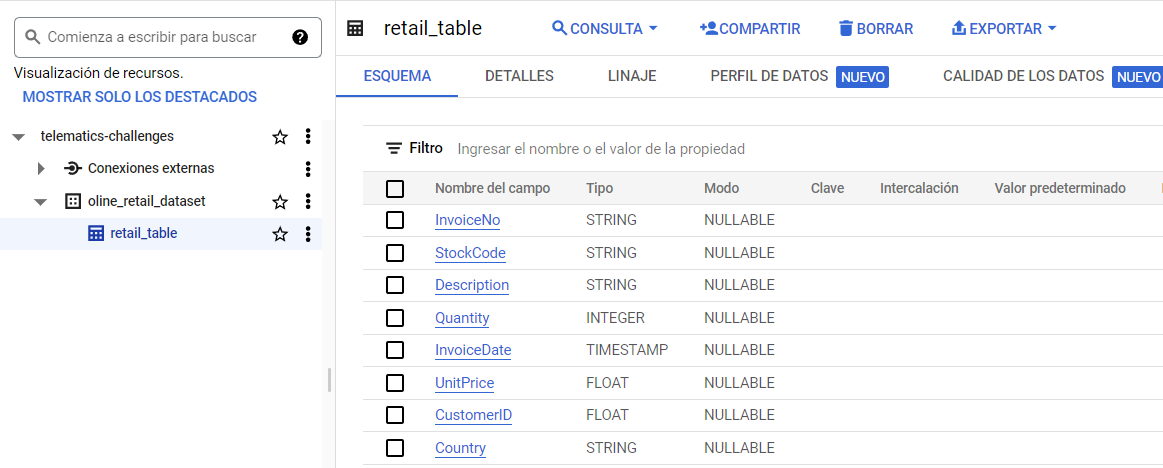 Comienza a escribir para buscar
Visualización de recursos.
MOSTRAR SOLO LOS DESTACADOS
telematics-challenges
Conexiones externas
oline_retail_dataset
retail_table
retail_table CONSULTA COMPARTIR BORRAR EXPORTAR
ESQUEMA DETALLES LINAJE PERFIL DE DATOS NUEVO CALIDAD DE LOS DATOS NUEVO
Filtro Ingresar el nombre o el valor de la propiedad
Nombre del campo Tipo Modo Clave Intercalación Valor predeterminado
InvoiceNo STRING NULLABLE
StockCode STRING NULLABLE
Description STRING NULLABLE
Quantity INTEGER NULLABLE
InvoiceDate TIMESTAMP NULLABLE
UnitPrice FLOAT NULLABLE
CustomerID FLOAT NULLABLE
Country STRING NULLABLE